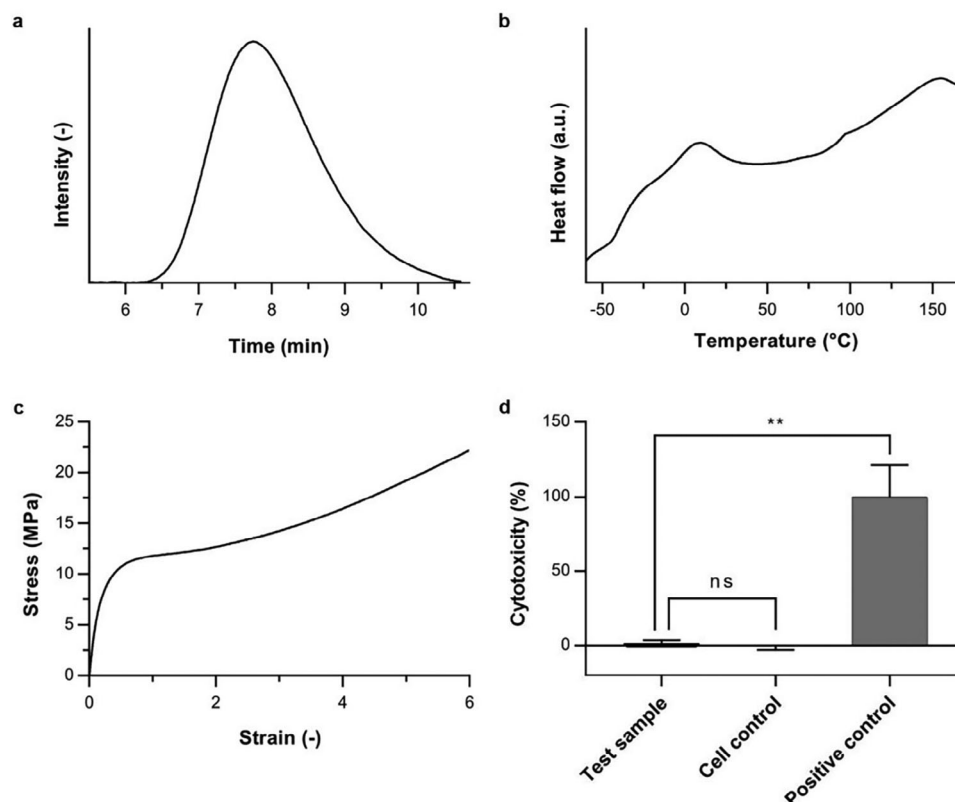 a
Intensity (-)
6 7 8 9 10
Time (min)
b
Heat flow (a.u.)
-50 0 50 100 150
Temperature (°C)
c
25
20
15
10
5
0
Stress (MPa)
0 2 4 6
Strain (-)
d
150
100
50
0
Cytotoxicity (%)
**
ns
Test sample
Cell control
Positive control